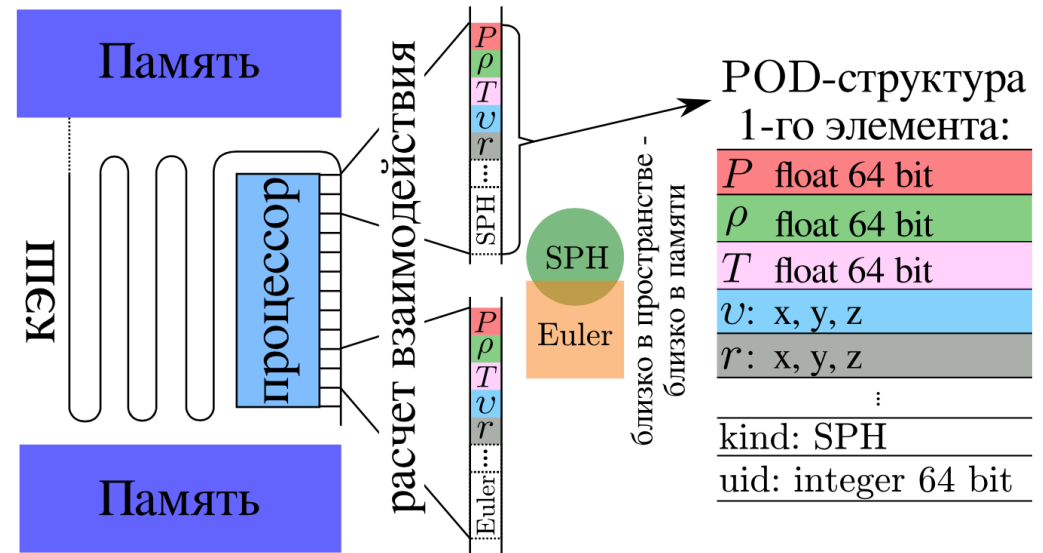 Память
КЭШ
процессор
Память
расчет взаимодействия
P
ρ
T
υ
r
...
SPH
P
ρ
T
υ
r
...
Euler
SPH
Euler
близко в пространстве -
близко в памяти
POD-структура
1-го элемента:
P float 64 bit
ρ float 64 bit
T float 64 bit
υ: x, y, z
r: x, y, z
...
kind: SPH
uid: integer 64 bit